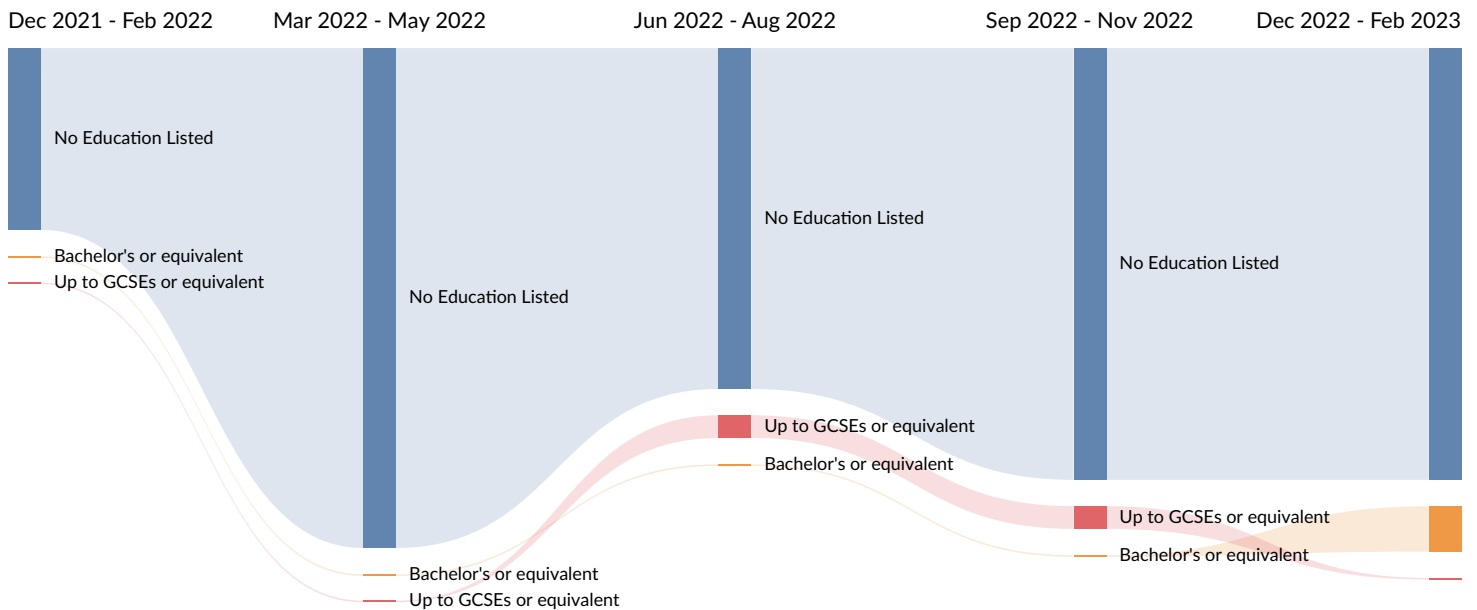 Dec 2021 - Feb 2022
Mar 2022 - May 2022
Jun 2022 - Aug 2022
Sep 2022 - Nov 2022
Dec 2022 - Feb 2023
No Education Listed
Bachelor's or equivalent
Up to GCSEs or equivalent
No Education Listed
Bachelor's or equivalent
Up to GCSEs or equivalent
No Education Listed
Up to GCSEs or equivalent
Bachelor's or equivalent
No Education Listed
Up to GCSEs or equivalent
Bachelor's or equivalent